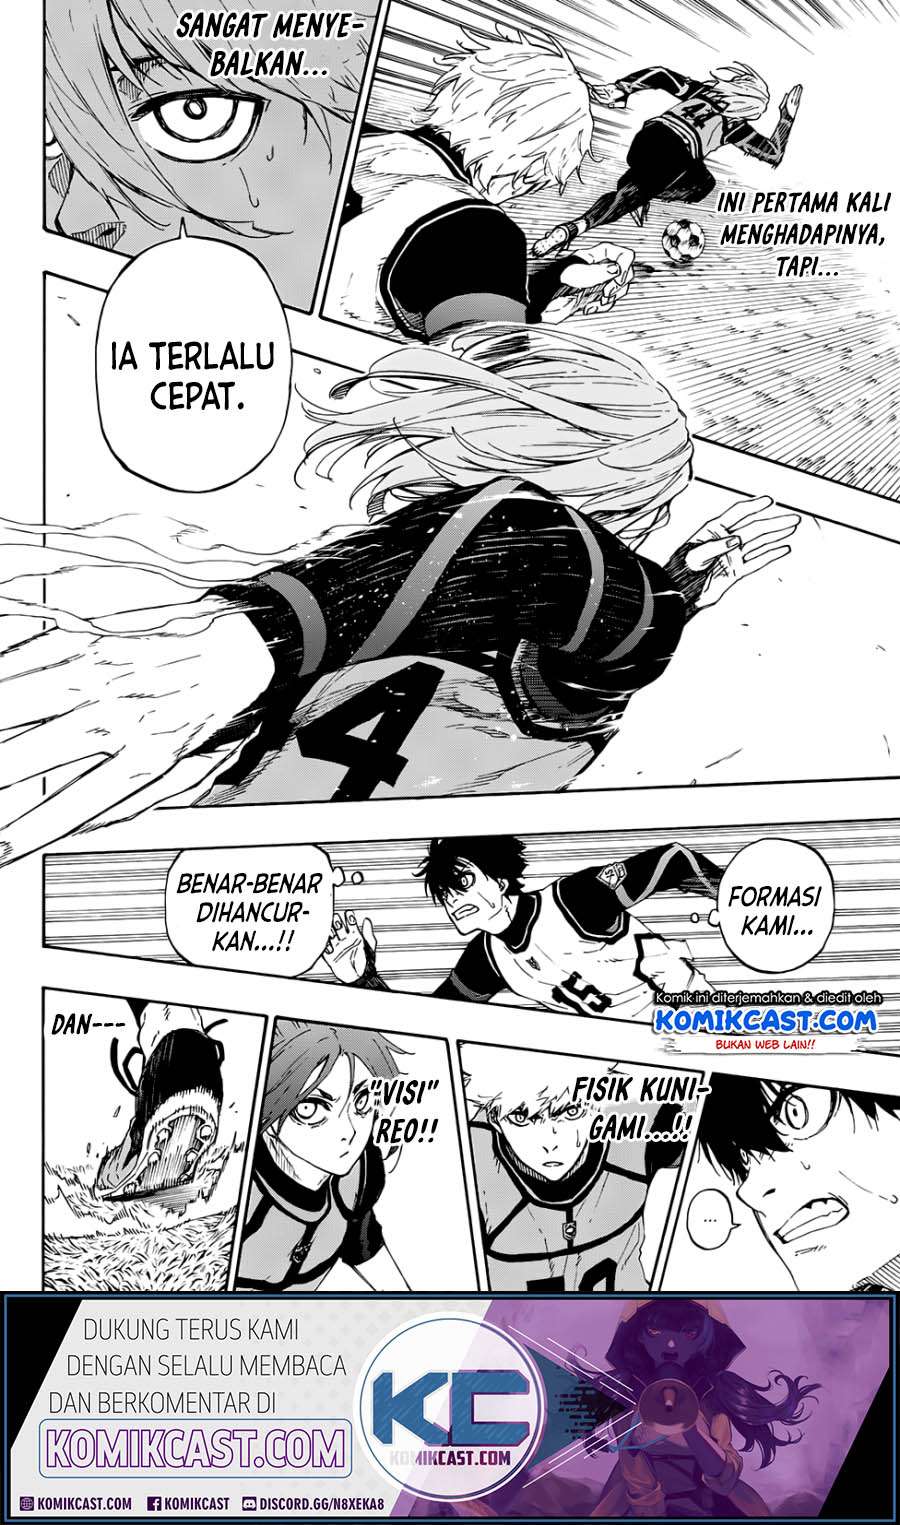 INI PERTAMA KALI
MENGHADAPINYA,
TAPI...
44
SANGAT MENYE-
BALKAN...
IA TERLALU
CEPAT.
4
FORMASI
KAMI...
BENAR-BENAR
DIHANCUR-
KAN...!!
15
Komik ini diterjemahkan & diedit oleh
KOMIKCAST.COM
BUKAN WEB LAIN!!
...
FISIK KUNI-
GAMI...!!
"VISI"
REO!!
DAN---
DUKUNG TERUS KAMI
DENGAN SELALU MEMBACA
DAN BERKOMENTAR DI
KOMIKCAST.COM
KC
KOMIKCAST.COM
KOMIKCAST.COM
KOMIKCAST
DISCORD.GG/N8XEKA8